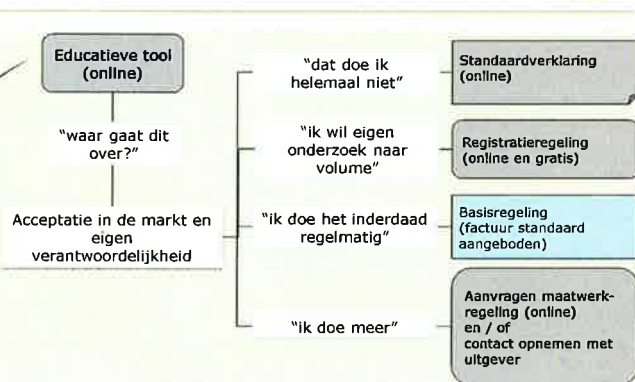 Educatieve tool
(online)
"waar gaat dit
over?"
Acceptatie in de markt en
eigen
verantwoordelijkheid
"dat doe ik
helemaal niet"
Standaardverklaring
(online)
"ik wil eigen
onderzoek naar
volume"
Registratieregeling
(online en gratis)
"ik doe het inderdaad
regelmatig"
Basisregeling
(factuur standaard
aangeboden)
"ik doe meer"
Aanvragen maatwerk-
regeling (online)
en / of
contact opnemen met
uitgever